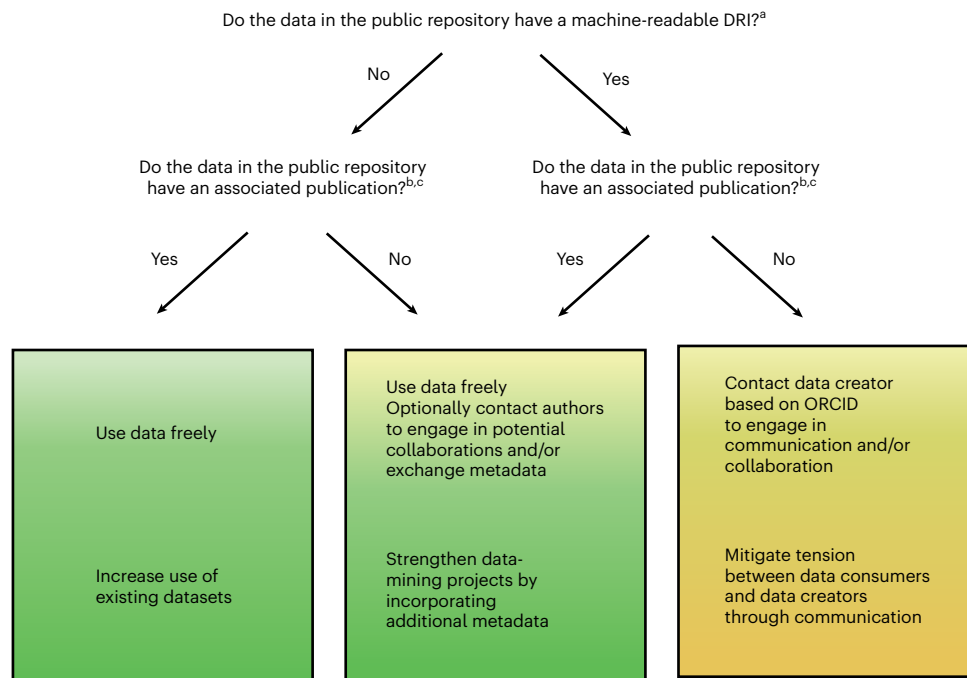 Do the data in the public repository have a machine-readable DRI?ᵃ
No
Yes
Do the data in the public repository
have an associated publication?ᵇ,ᶜ
Do the data in the public repository
have an associated publication?ᵇ,ᶜ
Yes
No
Yes
No
Use data freely
Increase use of
existing datasets
Use data freely
Optionally contact authors
to engage in potential
collaborations and/or
exchange metadata
Strengthen data-
mining projects by
incorporating
additional metadata
Contact data creator
based on ORCID
to engage in
communication and/or
collaboration
Mitigate tension
between data consumers
and data creators
through communication